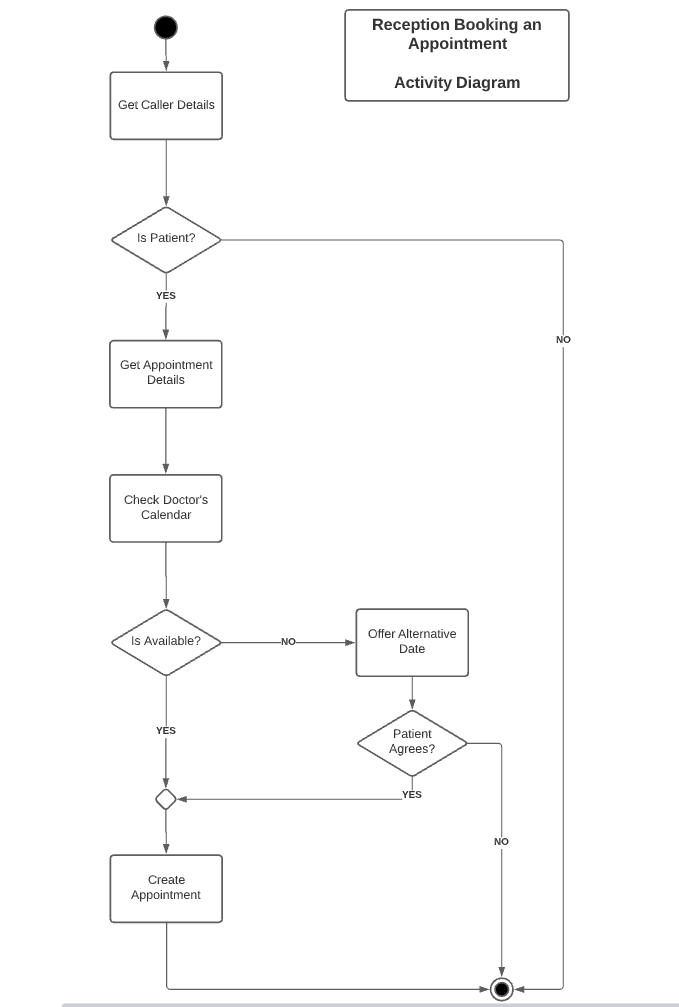 Reception Booking an
Appointment
Activity Diagram
Get Caller Details
Is Patient?
YES
NO
Get Appointment
Details
Check Doctor's
Calendar
Is Available?
NO
Offer Alternative
Date
YES
Patient
Agrees?
YES
NO
Create
Appointment